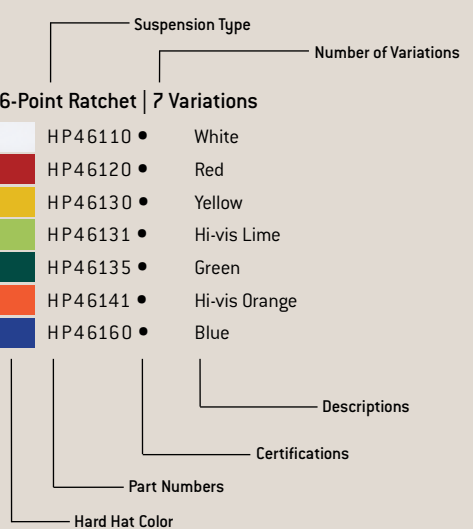 Suspension Type
Number of Variations
6-Point Ratchet | 7 Variations
HP46110 • White
HP46120 • Red
HP46130 • Yellow
HP46131 • Hi-vis Lime
HP46135 • Green
HP46141 • Hi-vis Orange
HP46160 • Blue
Descriptions
Certifications
Part Numbers
Hard Hat Color